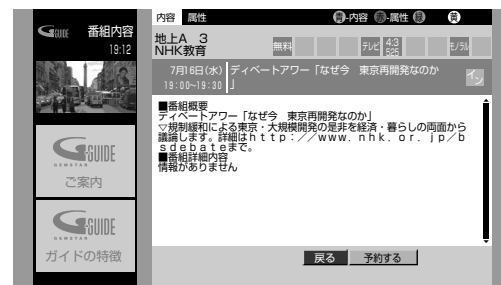 GGUIDE 番組内容
19:12
内容 属性
青-内容 赤-属性 緑 黄
地上A 3
NHK教育
無料
テレビ 4:3
525
モノラル
7月16日(水)
19:00~19:30
ディベートアワー「なぜ今 東京再開発なのか
」
イン
■番組概要
ディベートアワー「なぜ今 東京再開発なのか」
▽規制緩和による東京・大規模開発の是非を経済・暮らしの両面から
議論します。詳細はhttp://www.nhk.or.jp/b
sdebateまで。
■番組詳細内容
情報がありません
GGUIDE
GEMSTAR
ご案内
GGUIDE
GEMSTAR
ガイドの特徴
戻る 予約する